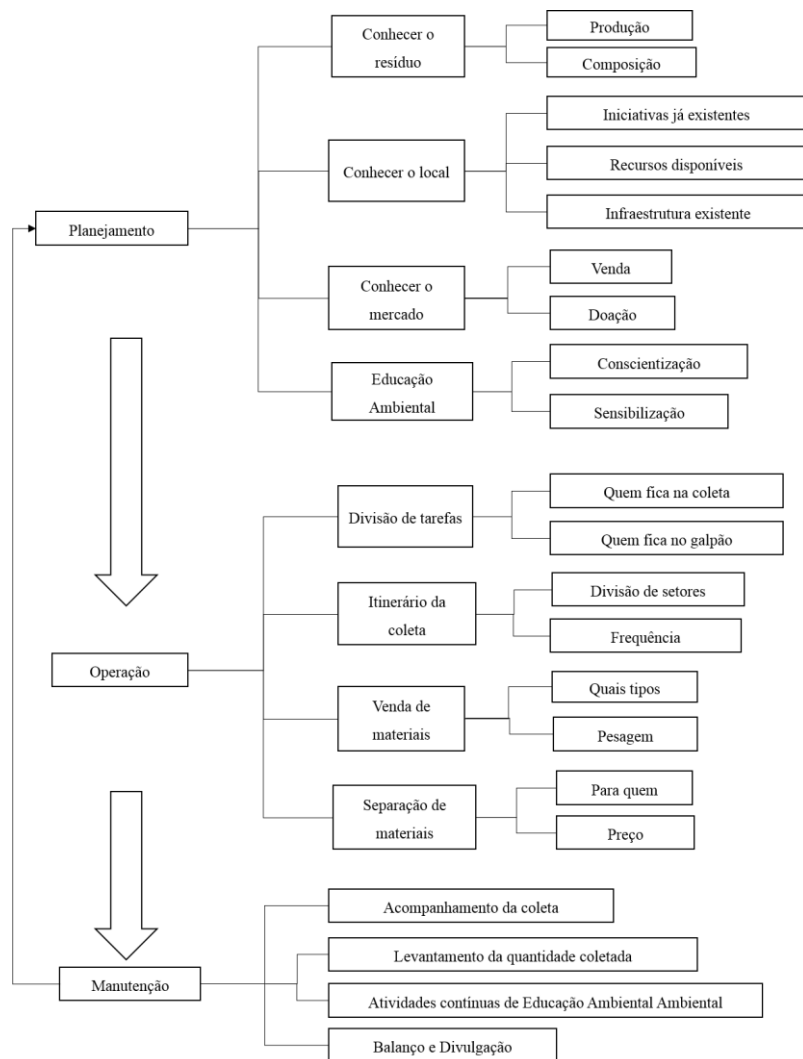 Conhecer o
resíduo
Produção
Composição
Conhecer o local
Iniciativas já existentes
Recursos disponíveis
Infraestrutura existente
Planejamento
Conhecer o
mercado
Venda
Doação
Educação
Ambiental
Conscientização
Sensibilização
Divisão de tarefas
Quem fica na coleta
Quem fica no galpão
Itinerário da
coleta
Divisão de setores
Frequência
Operação
Venda de
materiais
Quais tipos
Pesagem
Separação de
materiais
Para quem
Preço
Manutenção
Acompanhamento da coleta
Levantamento da quantidade coletada
Atividades contínuas de Educação Ambiental Ambiental
Balanço e Divulgação